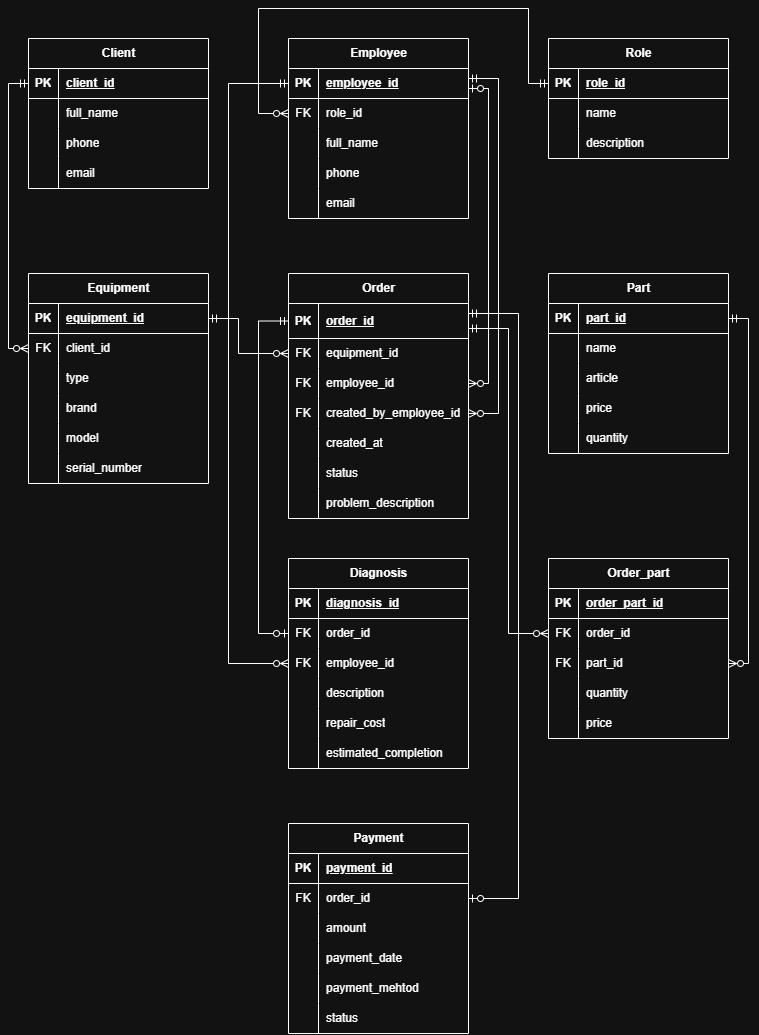 Client
PK client_id
full_name
phone
email
Employee
PK employee_id
FK role_id
full_name
phone
email
Role
PK role_id
name
description
Equipment
PK equipment_id
FK client_id
type
brand
model
serial_number
Order
PK order_id
FK equipment_id
FK employee_id
FK created_by_employee_id
created_at
status
problem_description
Part
PK part_id
name
article
price
quantity
Diagnosis
PK diagnosis_id
FK order_id
FK employee_id
description
repair_cost
estimated_completion
Order_part
PK order_part_id
FK order_id
FK part_id
quantity
price
Payment
PK payment_id
FK order_id
amount
payment_date
payment_mehtod
status